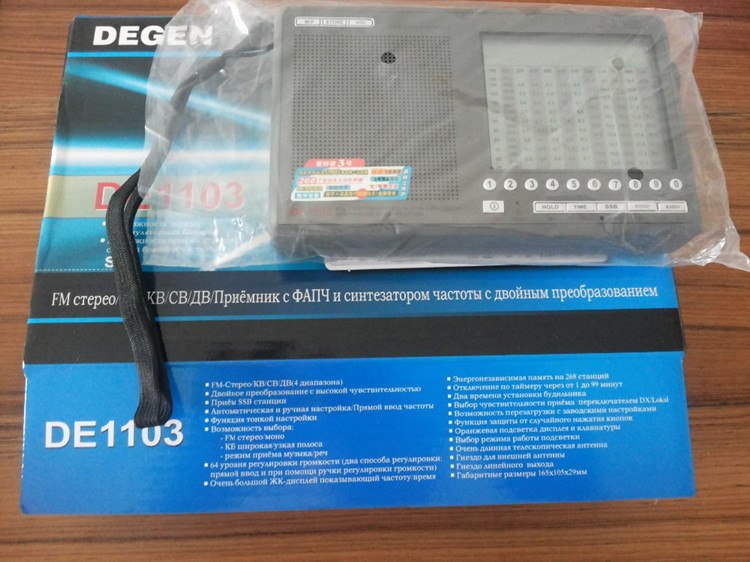 DEGEN
DE1103
1 2 3 4 5 6 7 8 9 0
HOLD TIME SSB
FM стерео/КВ/СВ/ДВ/Приёмник с ФАПЧ и синтезатором частоты с двойным преобразованием
DE1103
▪ FM-Стерео/КВ/СВ/ДВ(4 диапазона)
▪ Двойное преобразование с высокой чувствительностью
▪ Приём SSB станции
▪ Автоматическая и ручная настройка/Прямой ввод частоты
▪ Функция тонкой настройки
▪ Возможность выбора:
- FM стерео/моно
- КВ широкая/узкая полоса
- режим приёма музыка/реч
▪ 64 уровня регулировки громкости (два способа регулировки:
прямой ввод и при помощи ручки регулировки громкости)
▪ Очень большой ЖК-дисплей показывающий частоту/время
▪ Энергонезависимая память на 268 станций
▪ Отключение по таймеру через от 1 до 99 минут
▪ Два времени установки будильника
▪ Выбор чувствительности приёма переключателем DX/Lokal
▪ Возможность перезагрузки с заводскими настройками
▪ Функция защиты от случайного нажатия кнопок
▪ Оранжевая подсветка дисплея и клавиатуры
▪ Выбор режима работы подсветки
▪ Очень длинная телескопическая антенна
▪ Гнездо для внешней антенны
▪ Гнездо линейного выхода
▪ Габаритные размеры 165x105x29мм